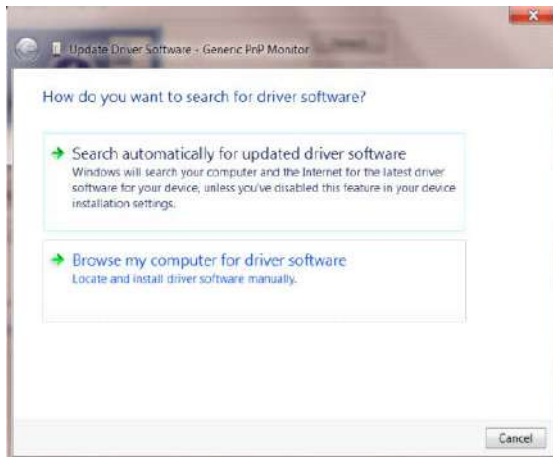 Update Driver Software - Generic PnP Monitor
How do you want to search for driver software?
Search automatically for updated driver software
Windows will search your computer and the Internet for the latest driver
software for your device, unless you've disabled this feature in your device
installation settings.
Browse my computer for driver software
Locate and install driver software manually.
Cancel